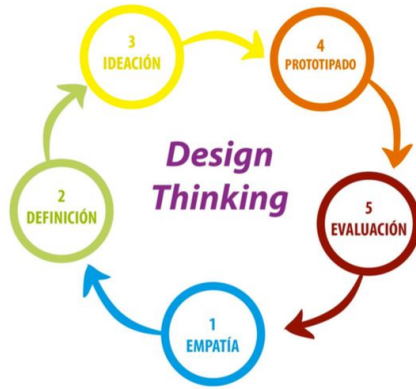 3
IDEACIÓN
4
PROTOTIPADO
Design
Thinking
2
DEFINICIÓN
5
EVALUACIÓN
1
EMPATÍA